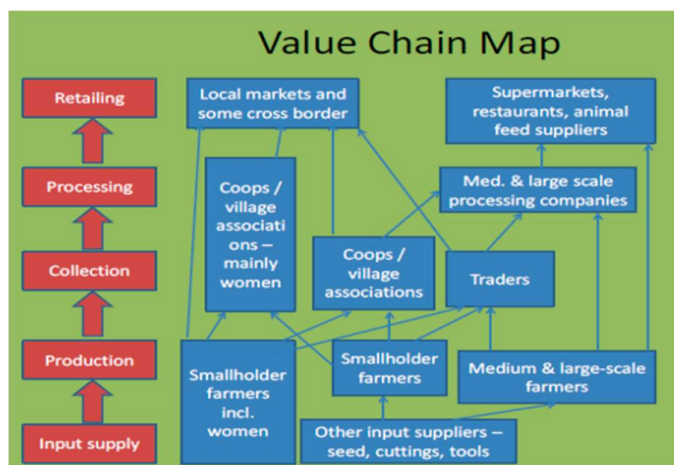 Value Chain Map
Retailing
Processing
Collection
Production
Input supply
Local markets and
some cross border
Supermarkets,
restaurants, animal
feed suppliers
Coops /
village
associati
ons –
mainly
women
Med. & large scale
processing companies
Coops /
village
associations
Traders
Smallholder
farmers
incl.
women
Smallholder
farmers
Medium & large-scale
farmers
Other input suppliers –
seed, cuttings, tools